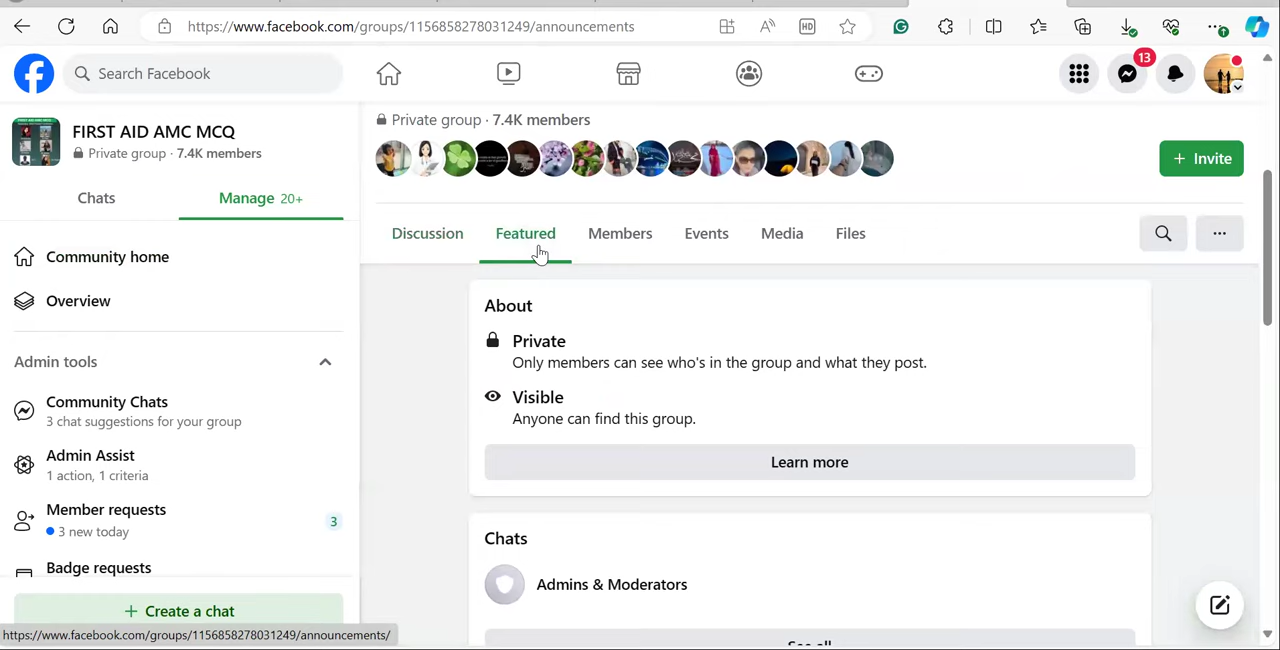 https://www.facebook.com/groups/1156858278031249/announcements
HD
Search Facebook
13
FIRST AID AMC MCQ
Private group · 7.4K members
Chats
Manage 20+
Community home
Overview
Admin tools
Community Chats
3 chat suggestions for your group
Admin Assist
1 action, 1 criteria
Member requests
3 new today
3
Badge requests
+ Create a chat
https://www.facebook.com/groups/1156858278031249/announcements/
Private group · 7.4K members
+ Invite
Discussion
Featured
Members
Events
Media
Files
About
Private
Only members can see who's in the group and what they post.
Visible
Anyone can find this group.
Learn more
Chats
Admins & Moderators
See all